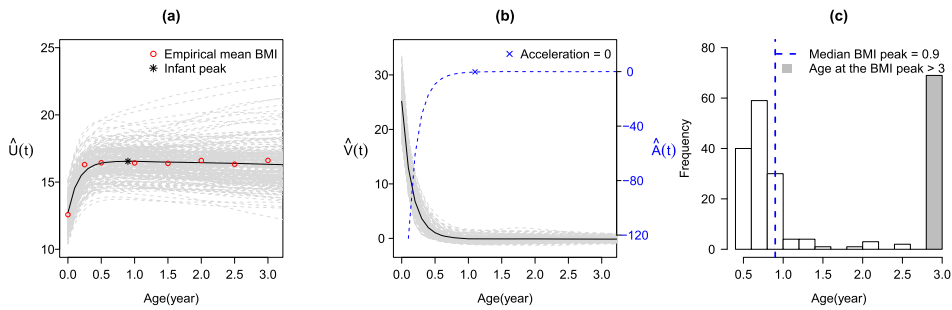 (a)
25
20
15
10
Û(t)
Empirical mean BMI
Infant peak
0.0 0.5 1.0 1.5 2.0 2.5 3.0
Age(year)
(b)
30
20
10
0
V̂(t)
Acceleration = 0
0
−40
−80
−120
Â(t)
0.0 0.5 1.0 1.5 2.0 2.5 3.0
Age(year)
(c)
80
60
40
20
0
Frequency
Median BMI peak = 0.9
Age at the BMI peak > 3
0.5 1.0 1.5 2.0 2.5 3.0
Age(year)